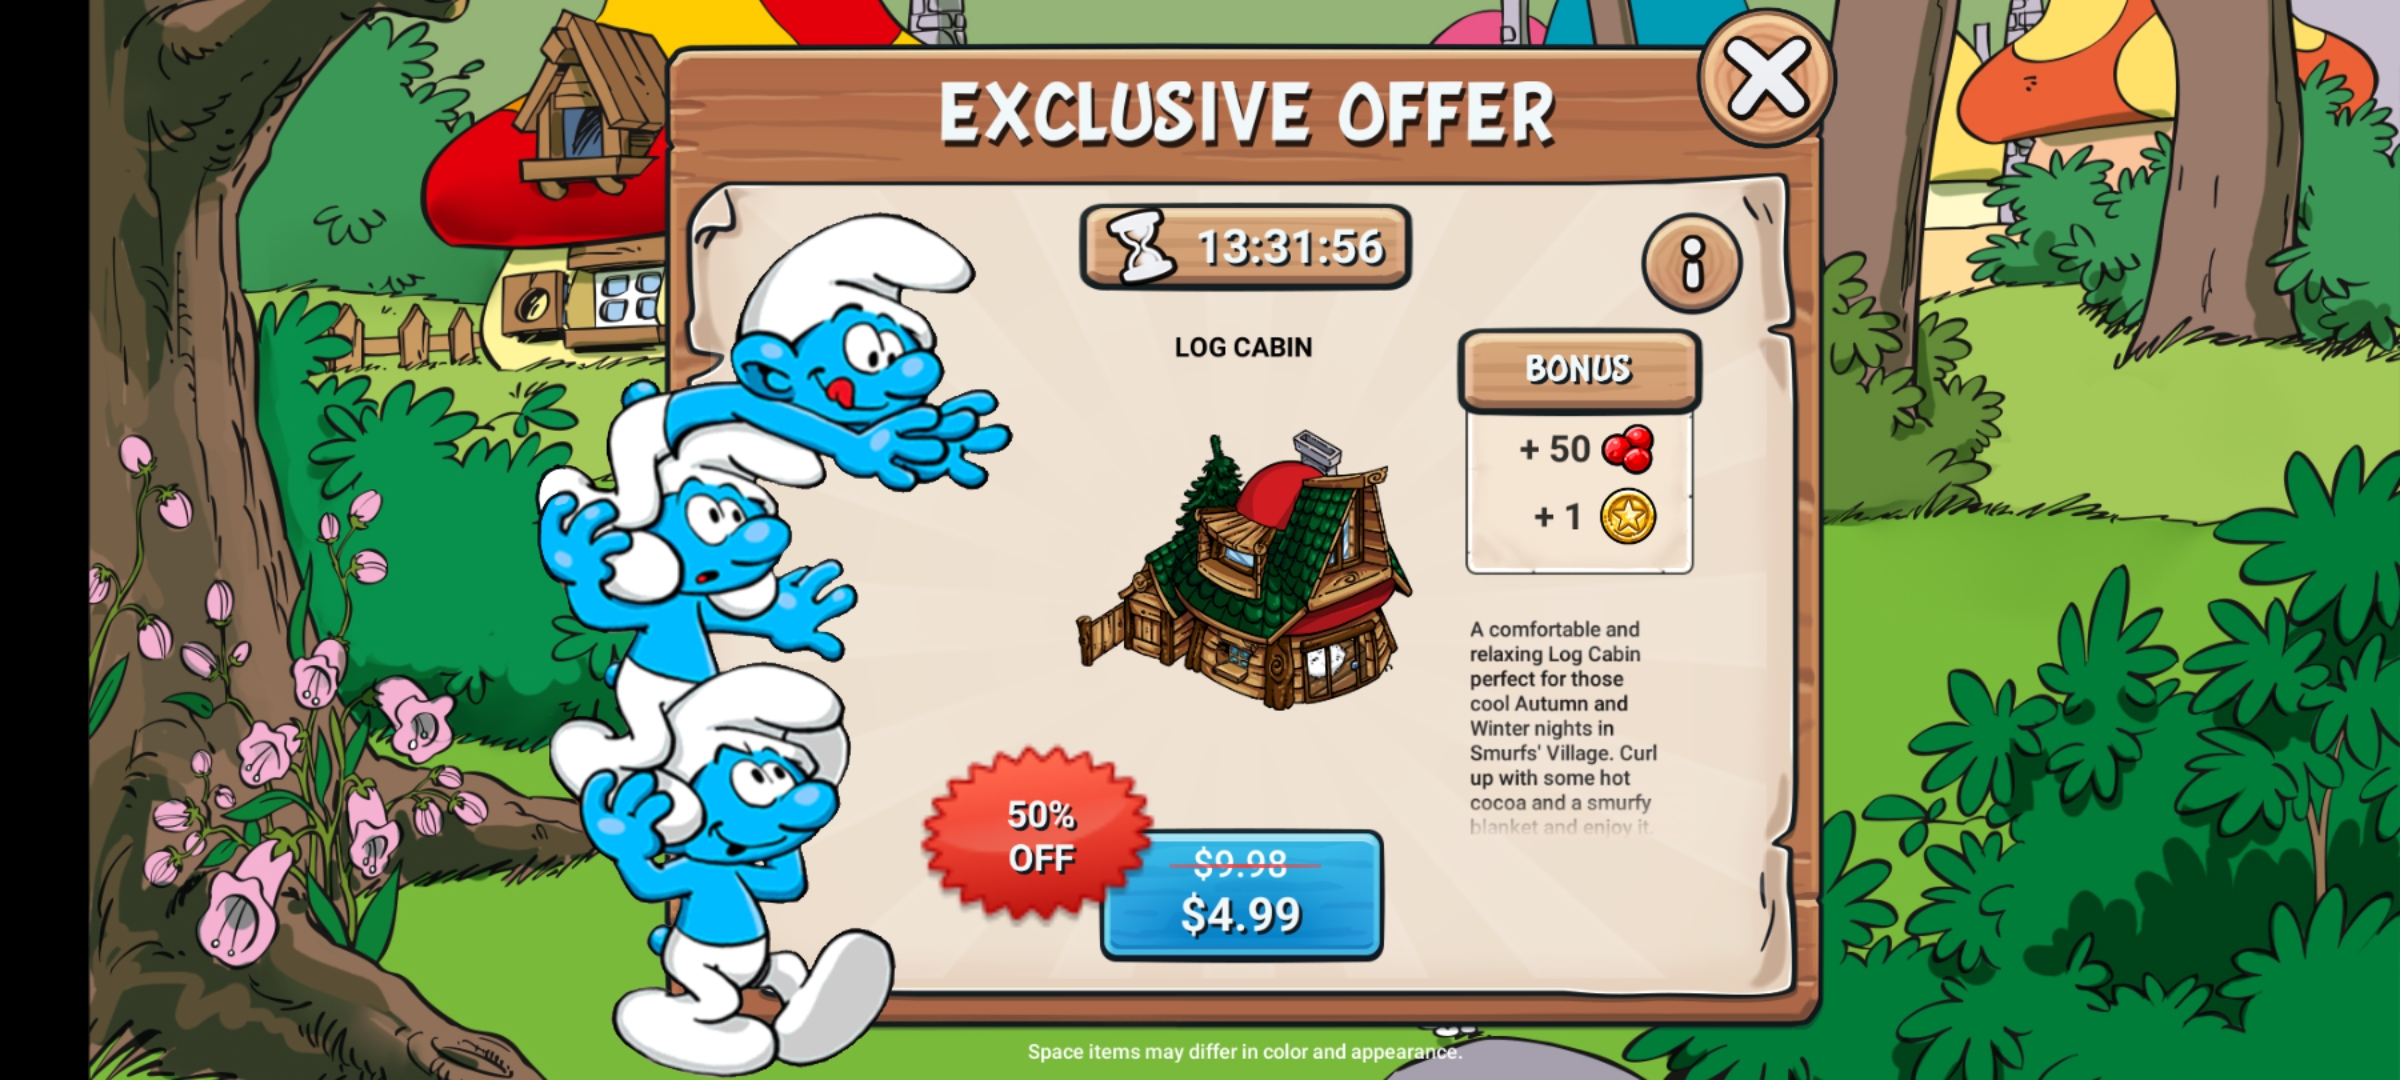 EXCLUSIVE OFFER
13:31:56
LOG CABIN
BONUS
+ 50
+ 1
A comfortable and
relaxing Log Cabin
perfect for those
cool Autumn and
Winter nights in
Smurfs' Village. Curl
up with some hot
cocoa and a smurfy
blanket and enjoy it.
50%
OFF
$9.98
$4.99
Space items may differ in color and appearance.